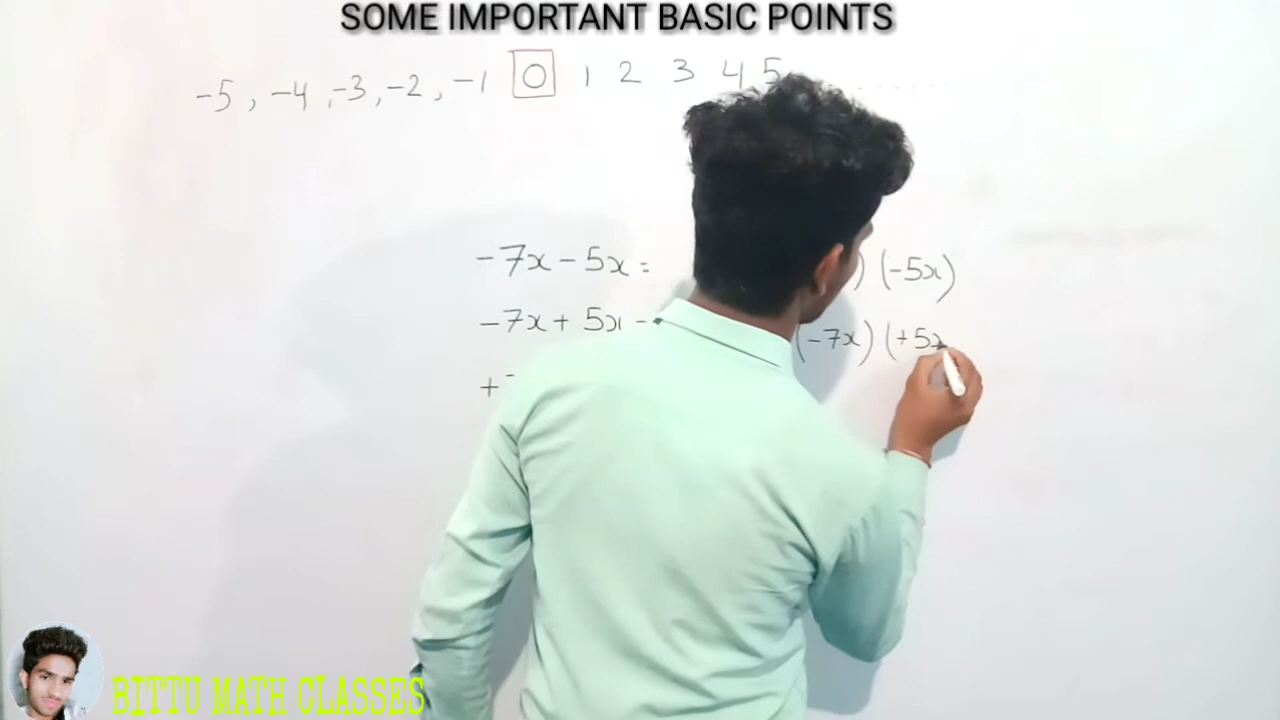 SOME IMPORTANT BASIC POINTS
-5, -4, -3, -2, -1 0 1 2 3 4 5 .......
-7x - 5x = ) (-5x)
-7x + 5x - (-7x) (+5x
+7
BITTU MATH CLASSES